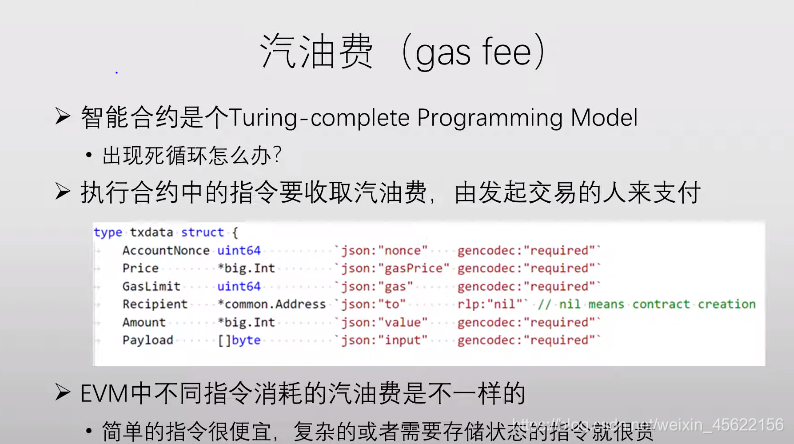 汽油费（gas fee）
➢ 智能合约是个Turing-complete Programming Model
• 出现死循环怎么办?
➢ 执行合约中的指令要收取汽油费，由发起交易的人来支付
type txdata struct {
AccountNonce uint64 `json:"nonce" gencodec:"required"`
Price *big.Int `json:"gasPrice" gencodec:"required"`
GasLimit uint64 `json:"gas" gencodec:"required"`
Recipient *common.Address `json:"to" rlp:"nil"` // nil means contract creation
Amount *big.Int `json:"value" gencodec:"required"`
Payload []byte `json:"input" gencodec:"required"`
➢ EVM中不同指令消耗的汽油费是不一样的
• 简单的指令很便宜，复杂的或者需要存储状态的指令就很贵
https://blog.csdn.net/weixin_45622156